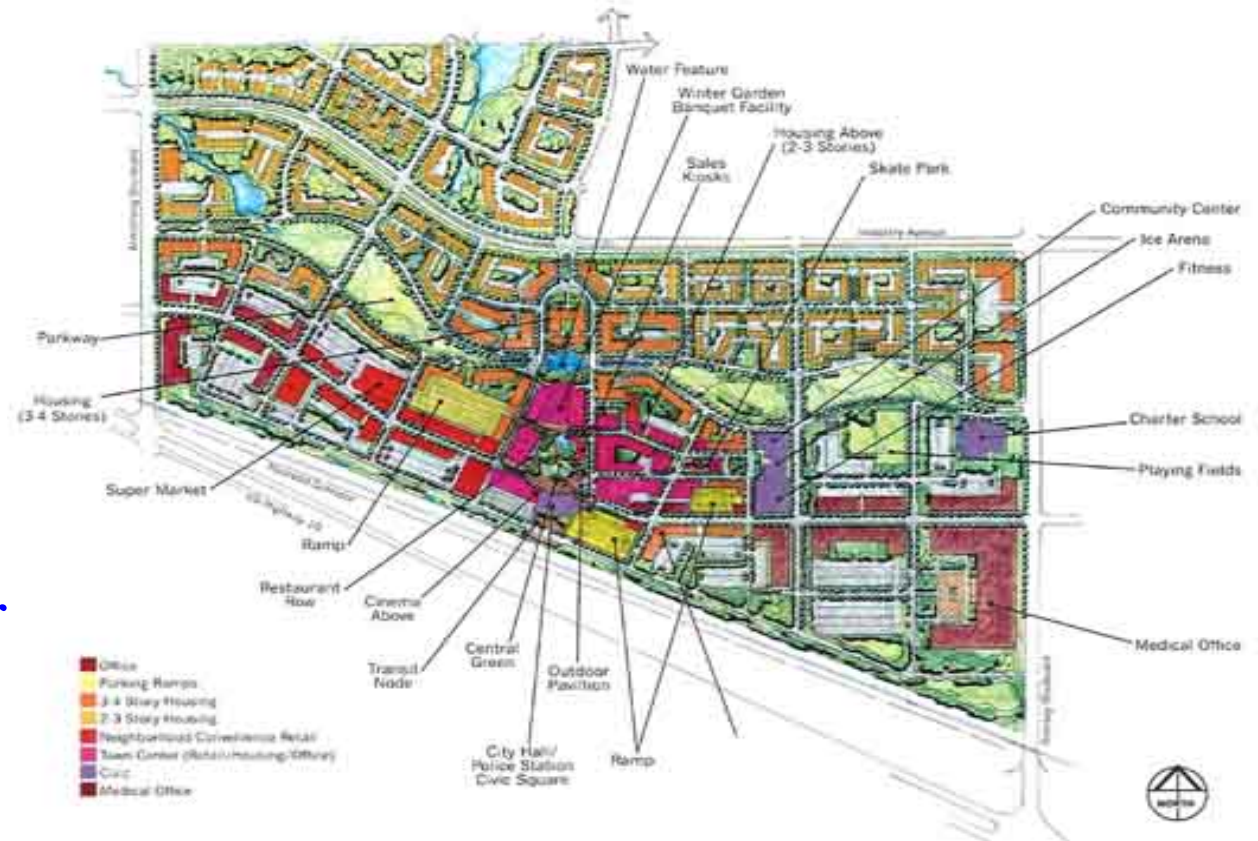 Water Feature
Winter Garden
Banquet Facility
Housing Above
(2-3 Stories)
Sales
Kiosks
Skate Park
Community Center
Ice Arena
Fitness
Parkway
Housing
(3-4 Stories)
Charter School
Playing Fields
Super Market
Ramp
Restaurant
Row
Cinema
Above
Transit
Node
Central
Green
Outdoor
Pavilion
City Hall/
Police Station
Civic Square
Ramp
Medical Office
Office
Parking Ramps
3-4 Story Housing
2-3 Story Housing
Neighborhood Convenience Retail
Town Center (Retail/Housing/Office)
Civic
Medical Office
NORTH